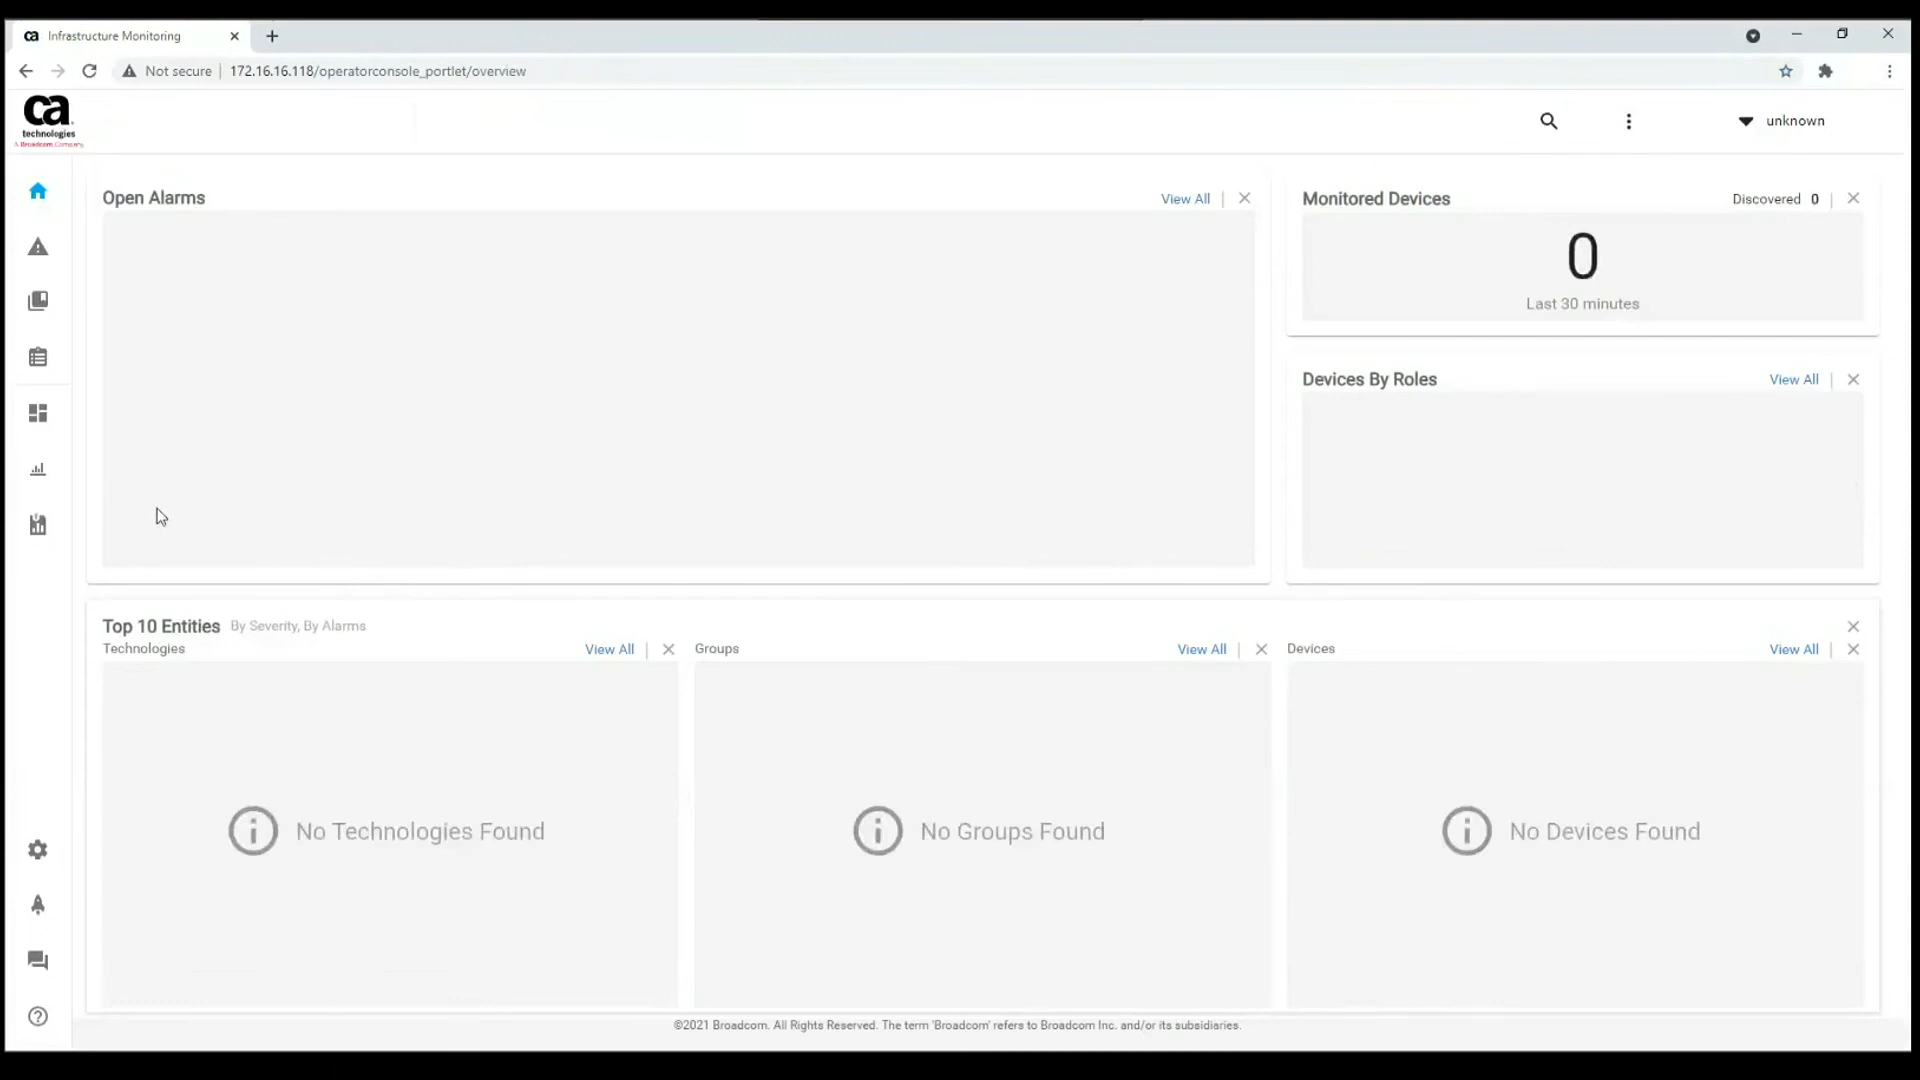 ca Infrastructure Monitoring
Not secure | 172.16.16.118/operatorconsole_portlet/overview
ca
technologies
A Broadcom Company
unknown
Open Alarms View All
Monitored Devices Discovered 0
0
Last 30 minutes
Devices By Roles View All
Top 10 Entities By Severity, By Alarms
Technologies View All
Groups View All
Devices View All
No Technologies Found
No Groups Found
No Devices Found
©2021 Broadcom. All Rights Reserved. The term 'Broadcom' refers to Broadcom Inc. and/or its subsidiaries.